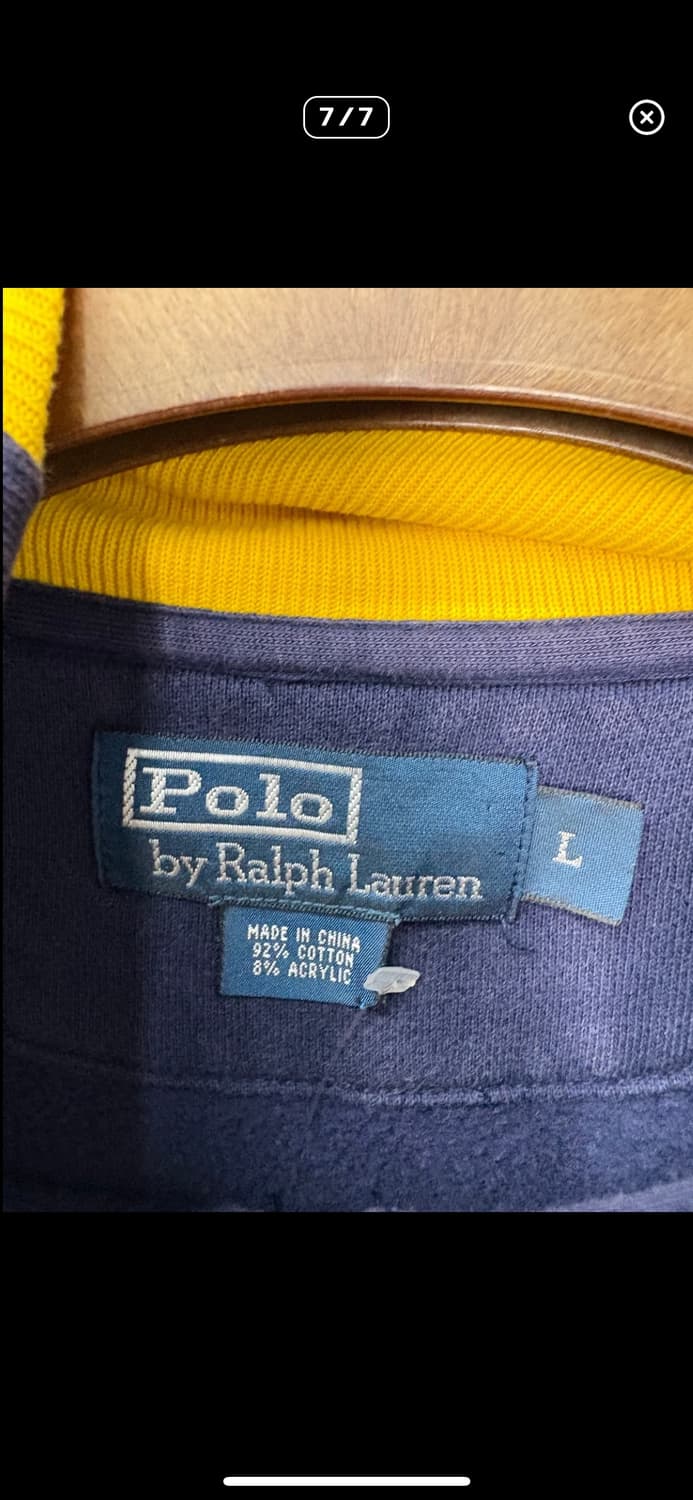 7/7
Polo
by Ralph Lauren
L
MADE IN CHINA
92% COTTON
8% ACRYLIC